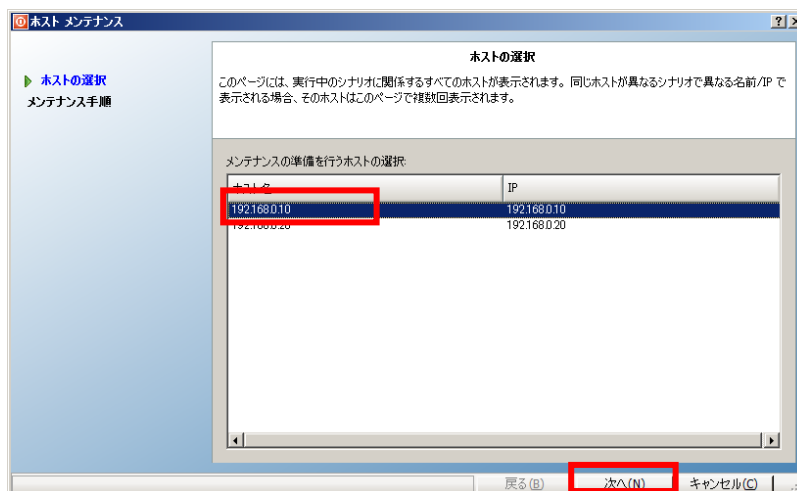 ホスト メンテナンス
ホストの選択
メンテナンス手順
ホストの選択
このページには、実行中のシナリオに関係するすべてのホストが表示されます。同じホストが異なるシナリオで異なる名前/IP で
表示される場合、そのホストはこのページで複数回表示されます。
メンテナンスの準備を行うホストの選択:
ホスト名 IP
192.168.0.10 192.168.0.10
192.168.0.20 192.168.0.20
戻る(B) 次へ(N) キャンセル(C)